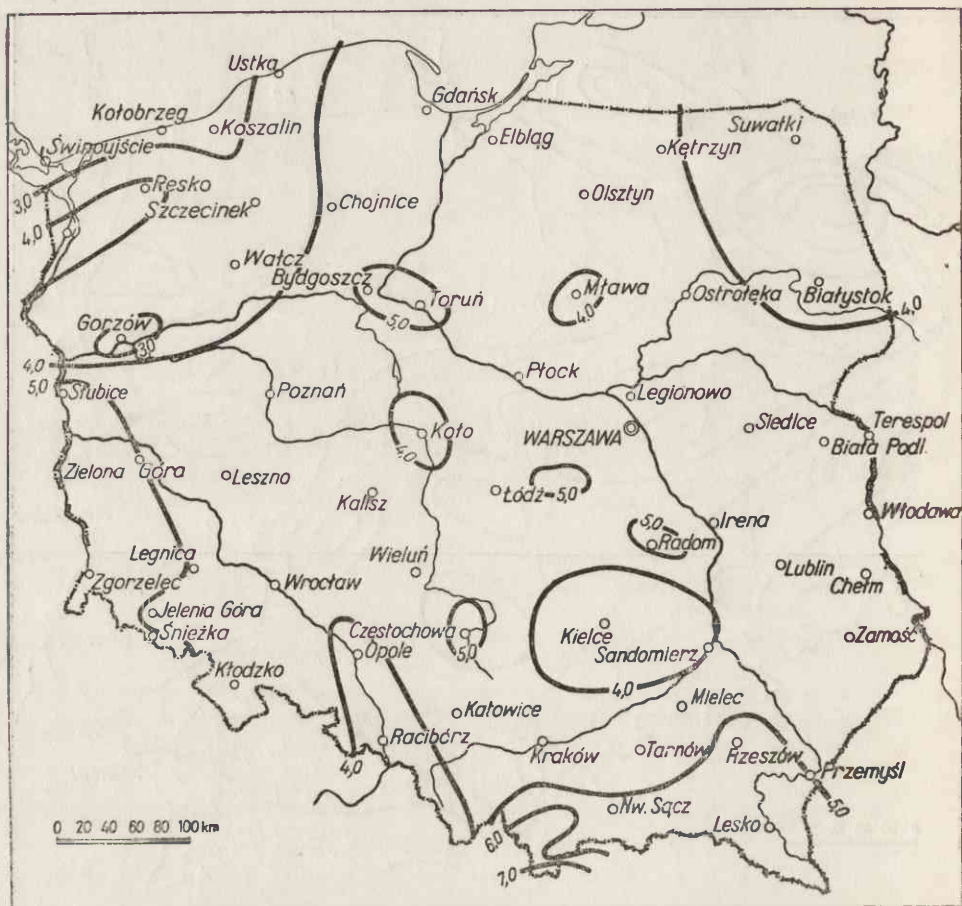 Ustka
Gdańsk
Kołobrzeg
Koszalin
Elbląg
Suwałki
Świnoujście
Kętrzyn
Resko
3,0
Olsztyn
Szczecinek
Chojnice
4,0
Wałcz
Bydgoszcz
Toruń
Mława
Ostrołęka
Białystok
4,0
5,0
4,0
Gorzów
3,0
4,0
5,0
Słubice
Płock
Poznań
Legionowo
Siedlce
Terespol
Koło
WARSZAWA
Biała Podl.
4,0
Zielona Góra
Leszno
Kalisz
Łódź
5,0
Włodawa
5,0
Irena
Radom
Legnica
Wieluń
Zgorzelec
Wrocław
Lublin
Chełm
Jelenia Góra
Śnieżka
Częstochowa
Kielce
Zamość
Opole
5,0
Sandomierz
Kłodzko
4,0
Katowice
Mielec
Racibórz
Kraków
Tarnów
Rzeszów
4,0
Przemyśl
Nw. Sącz
5,0
0 20 40 60 80 100 km
6,0
Lesko
7,0